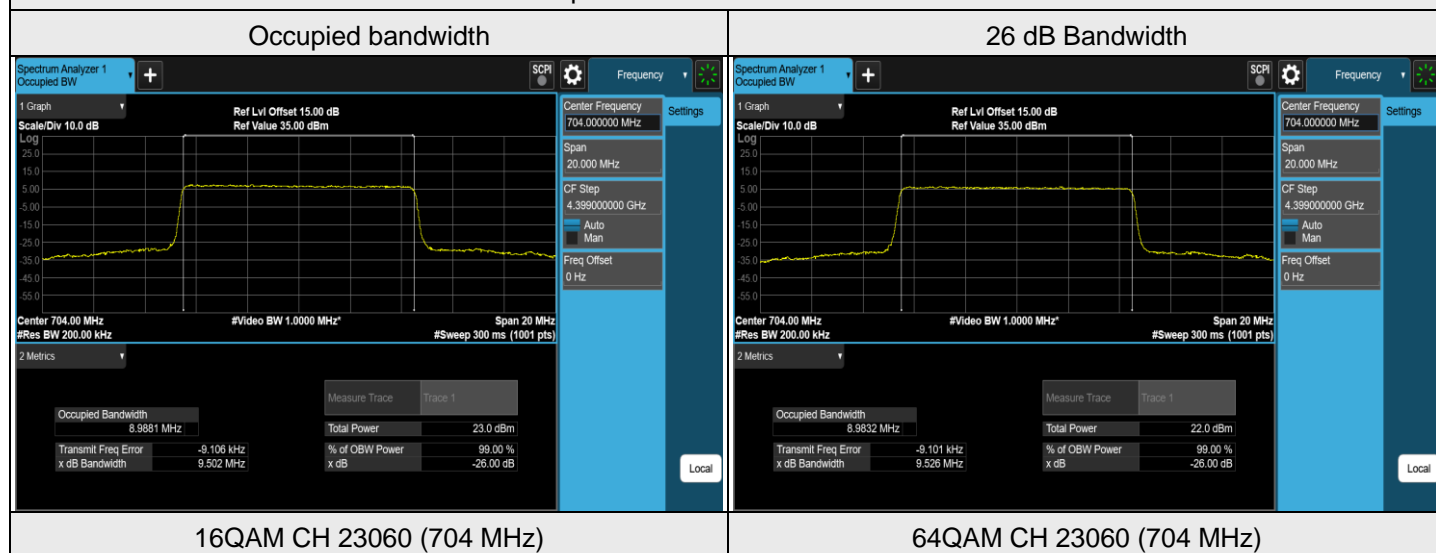 Occupied bandwidth
26 dB Bandwidth
Spectrum Analyzer 1
Occupied BW
+
SCPI
Frequency
1 Graph
Scale/Div 10.0 dB
Ref Lvl Offset 15.00 dB
Ref Value 35.00 dBm
Log
25.0
15.0
5.00
-5.00
-15.0
-25.0
-35.0
-45.0
-55.0
Center 704.00 MHz
#Video BW 1.0000 MHz*
Span 20 MHz
#Res BW 200.00 kHz
#Sweep 300 ms (1001 pts)
Center Frequency
704.000000 MHz
Settings
Span
20.000 MHz
CF Step
4.399000000 GHz
Auto
Man
Freq Offset
0 Hz
Local
2 Metrics
Measure Trace Trace 1
Occupied Bandwidth
8.9881 MHz
Total Power 23.0 dBm
Transmit Freq Error -9.106 kHz
% of OBW Power 99.00 %
x dB Bandwidth 9.502 MHz
x dB -26.00 dB
16QAM CH 23060 (704 MHz)
Spectrum Analyzer 1
Occupied BW
+
SCPI
Frequency
1 Graph
Scale/Div 10.0 dB
Ref Lvl Offset 15.00 dB
Ref Value 35.00 dBm
Log
25.0
15.0
5.00
-5.00
-15.0
-25.0
-35.0
-45.0
-55.0
Center 704.00 MHz
#Video BW 1.0000 MHz*
Span 20 MHz
#Res BW 200.00 kHz
#Sweep 300 ms (1001 pts)
Center Frequency
704.000000 MHz
Settings
Span
20.000 MHz
CF Step
4.399000000 GHz
Auto
Man
Freq Offset
0 Hz
Local
2 Metrics
Measure Trace Trace 1
Occupied Bandwidth
8.9832 MHz
Total Power 22.0 dBm
Transmit Freq Error -9.101 kHz
% of OBW Power 99.00 %
x dB Bandwidth 9.526 MHz
x dB -26.00 dB
64QAM CH 23060 (704 MHz)